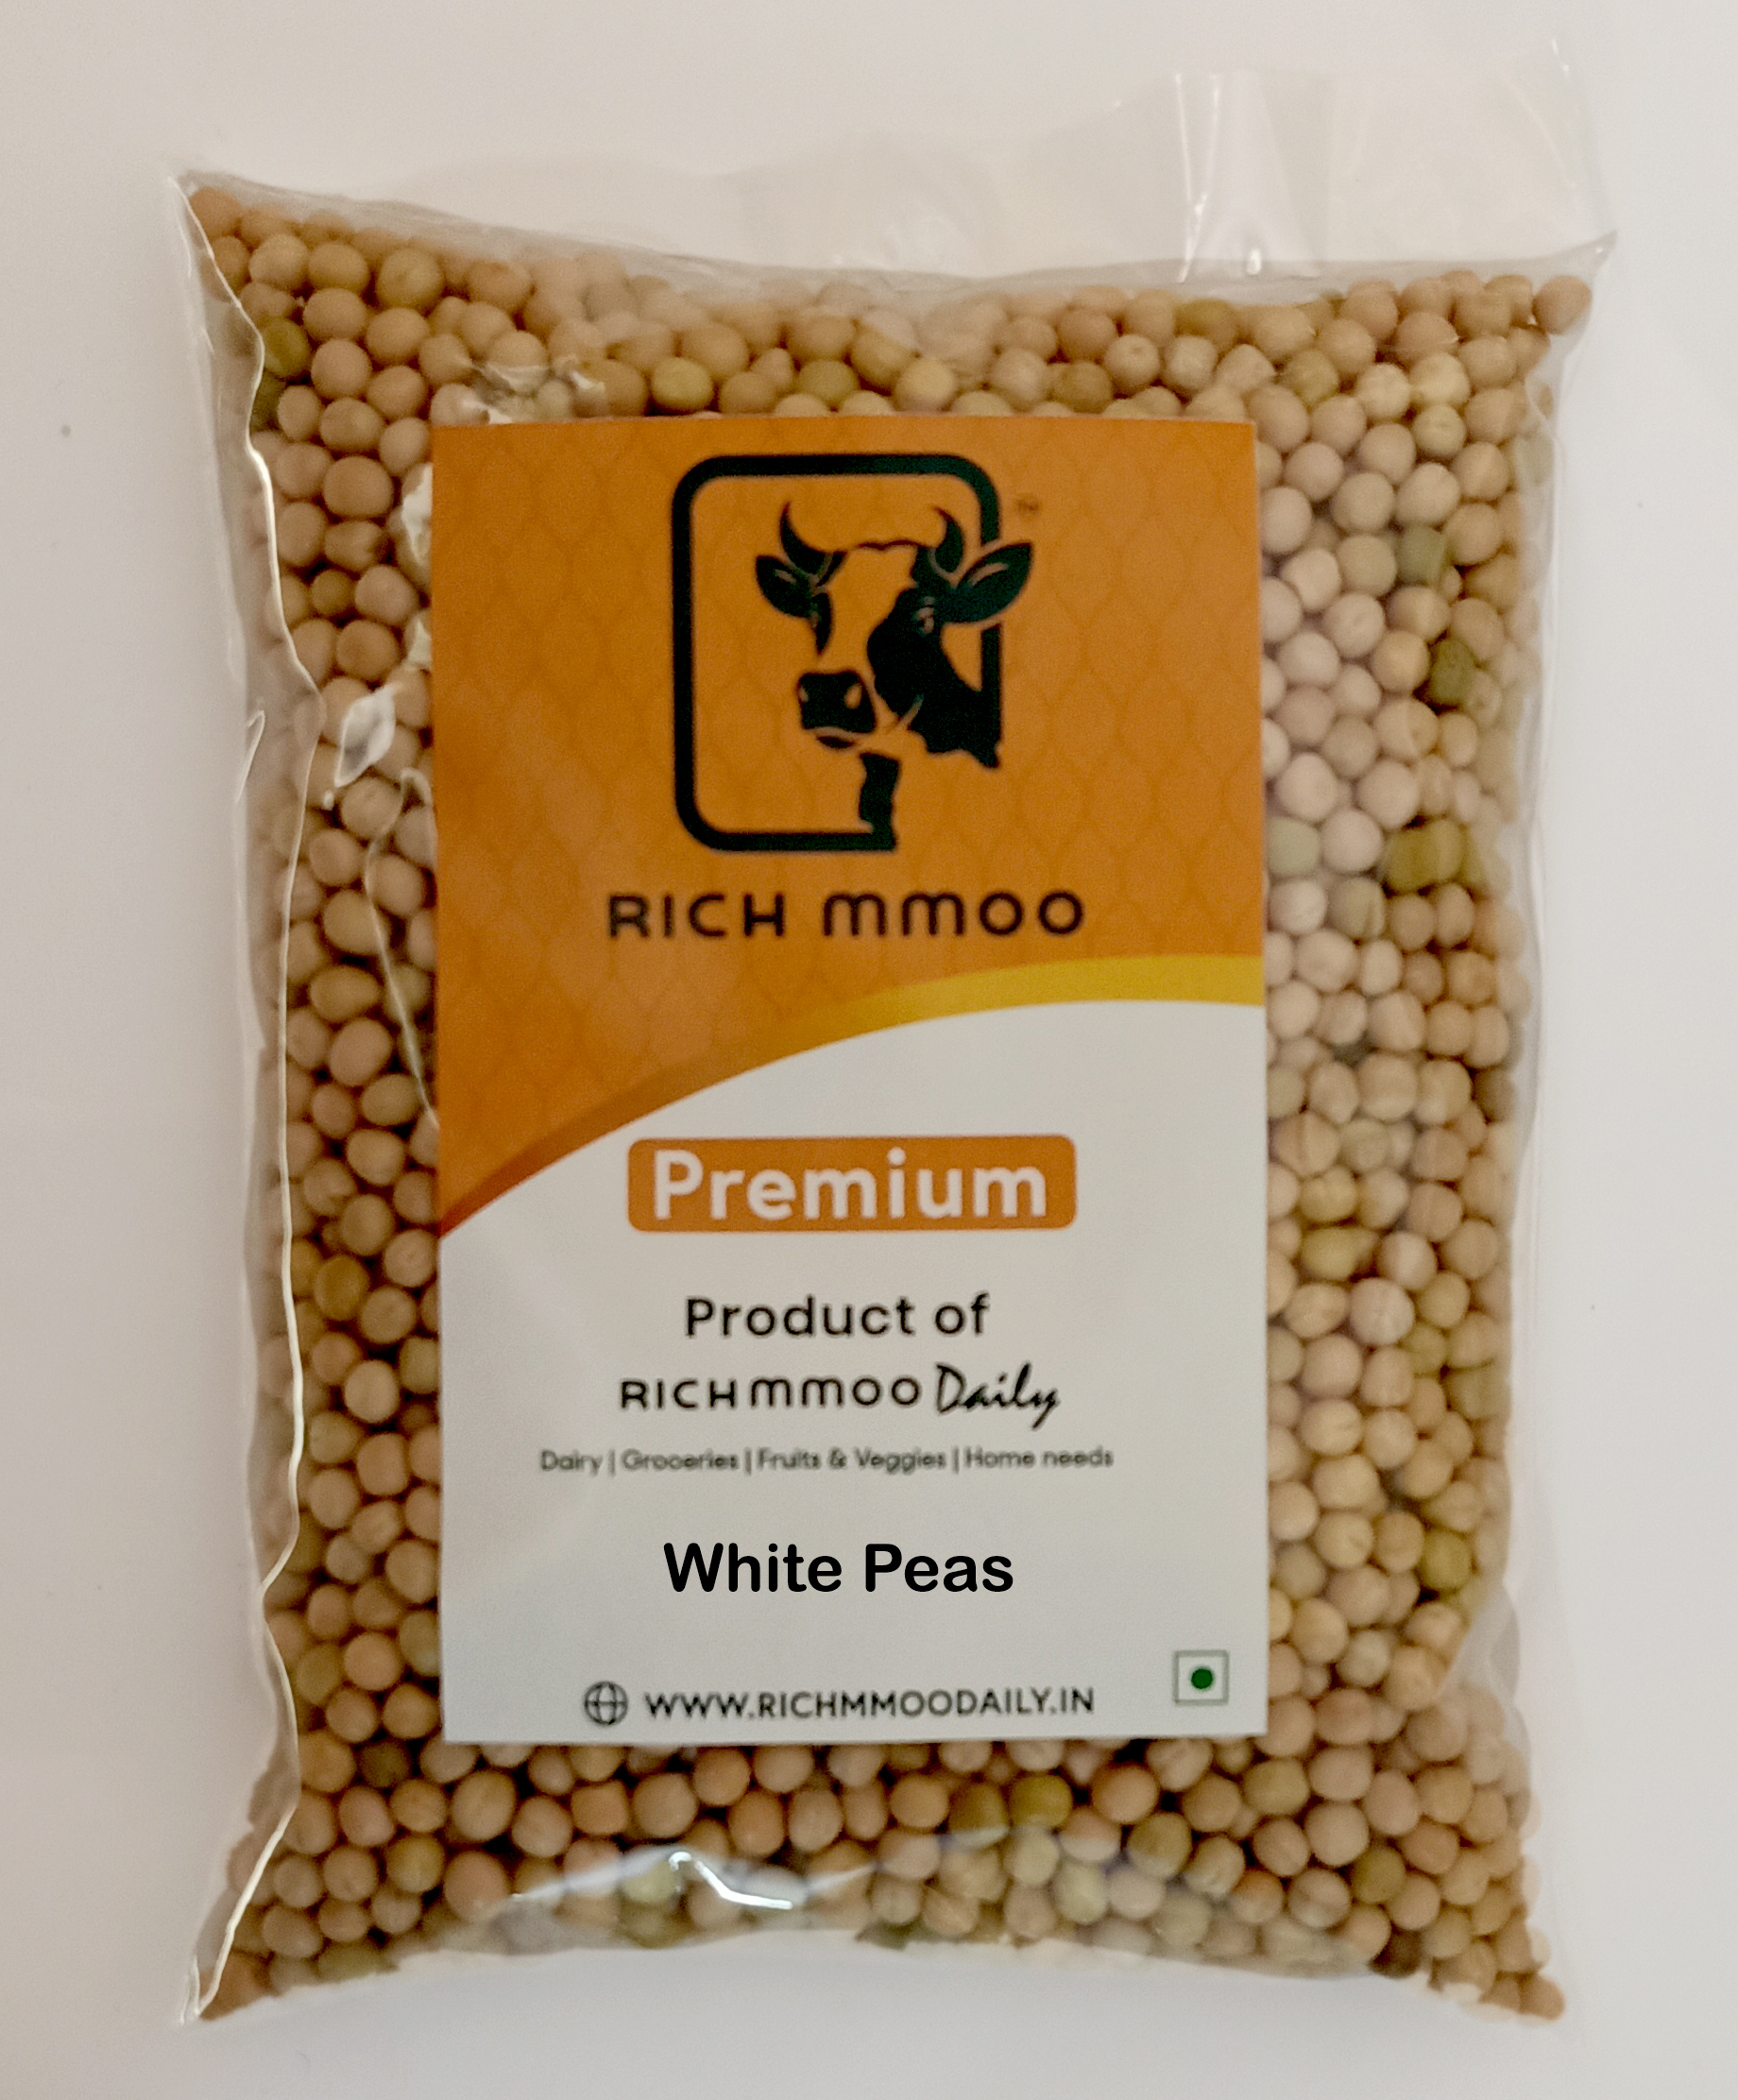 RICH MMOO
Premium
Product of
RICHMMOO Daily
Dairy | Groceries | Fruits & Veggies | Home needs
White Peas
WWW.RICHMMOODAILY.IN